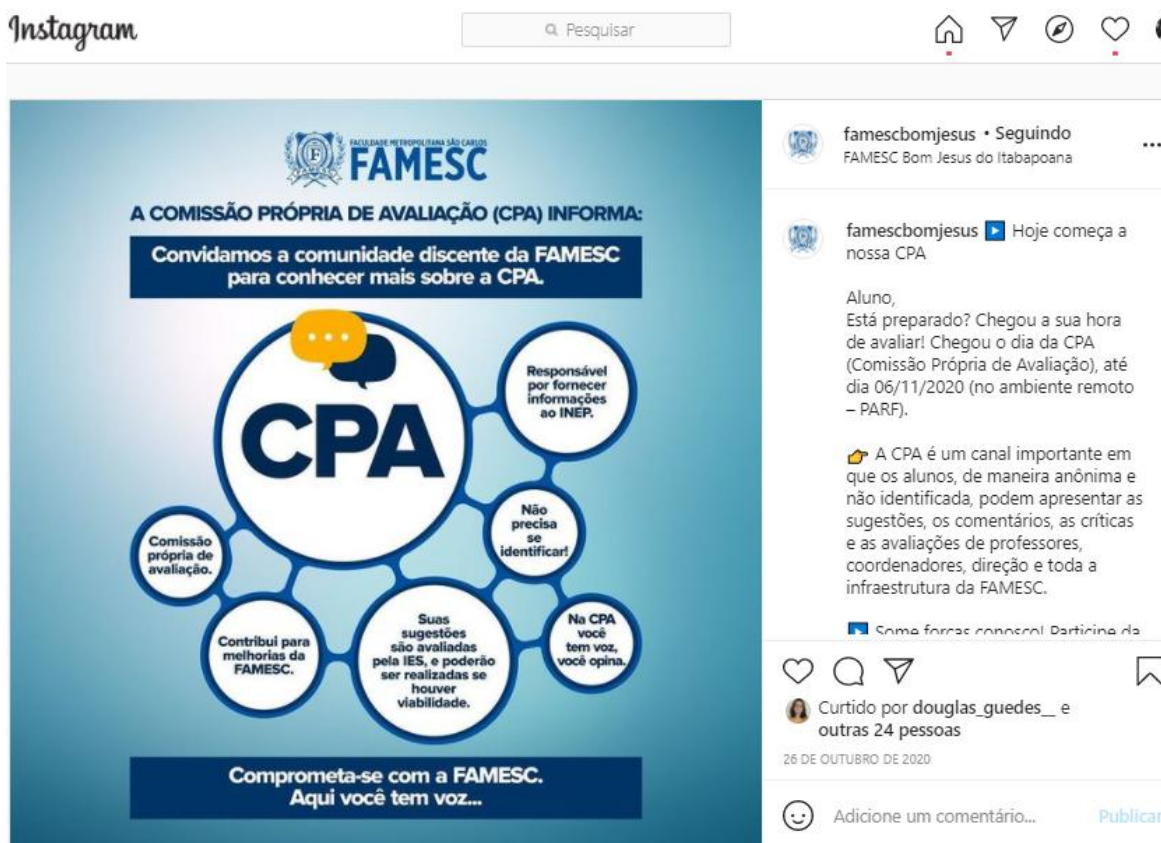 Instagram
Pesquisar
FACULDADE METROPOLITANA SÃO CARLOS
FAMESC
A COMISSÃO PRÓPRIA DE AVALIAÇÃO (CPA) INFORMA:
Convidamos a comunidade discente da FAMESC
para conhecer mais sobre a CPA.
CPA
Responsável
por fornecer
informações
ao INEP.
Não
precisa
se
identificar!
Comissão
própria de
avaliação.
Contribui para
melhorias da
FAMESC.
Suas
sugestões
são avaliadas
pela IES, e poderão
ser realizadas se
houver
viabilidade.
Na CPA
você
tem voz,
você opina.
Comprometa-se com a FAMESC.
Aqui você tem voz...
famescbomjesus • Seguindo
FAMESC Bom Jesus do Itabapoana
famescbomjesus ▶️ Hoje começa a
nossa CPA
Aluno,
Está preparado? Chegou a sua hora
de avaliar! Chegou o dia da CPA
(Comissão Própria de Avaliação), até
dia 06/11/2020 (no ambiente remoto
– PARF).
👉 A CPA é um canal importante em
que os alunos, de maneira anônima e
não identificada, podem apresentar as
sugestões, os comentários, as críticas
e as avaliações de professores,
coordenadores, direção e toda a
infraestrutura da FAMESC.
▶️ Some forças conosco! Participe da
Curtido por douglas_guedes__ e
outras 24 pessoas
26 DE OUTUBRO DE 2020
Adicione um comentário...
Publicar